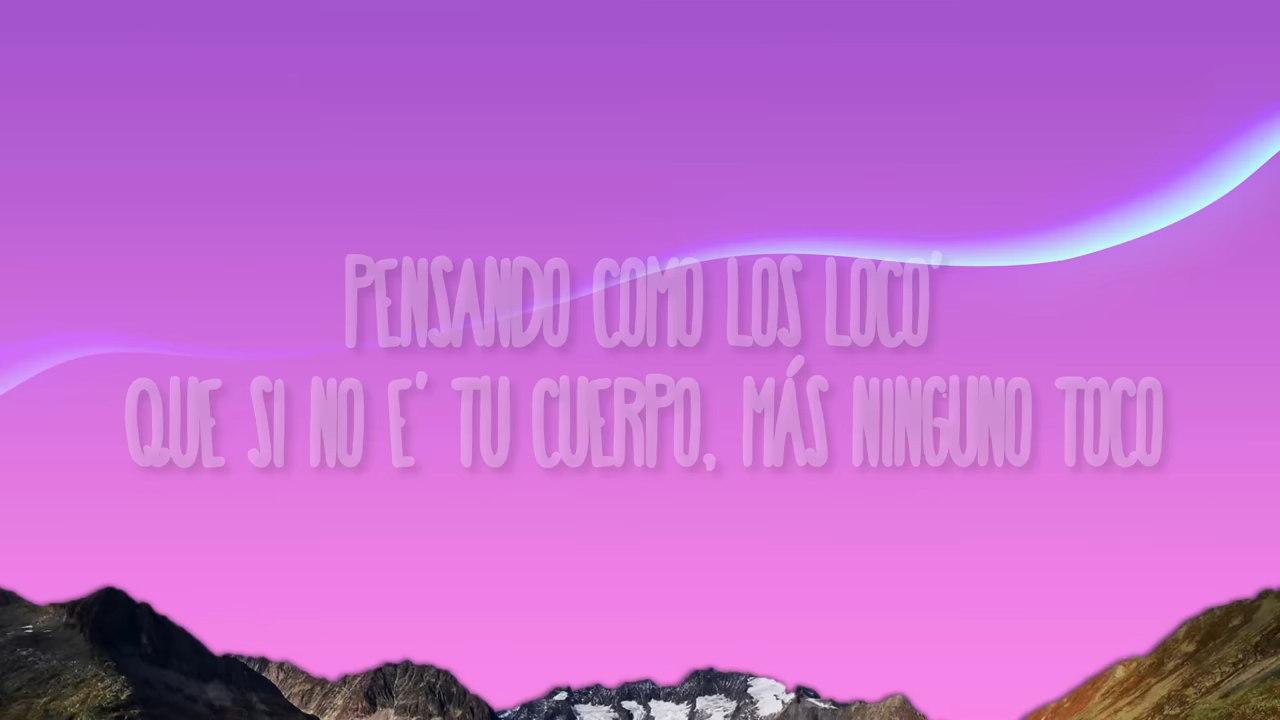 PENSANDO COMO LOS LOCO'
QUE SI NO E' TU CUERPO, MÁS NINGUNO TOCO